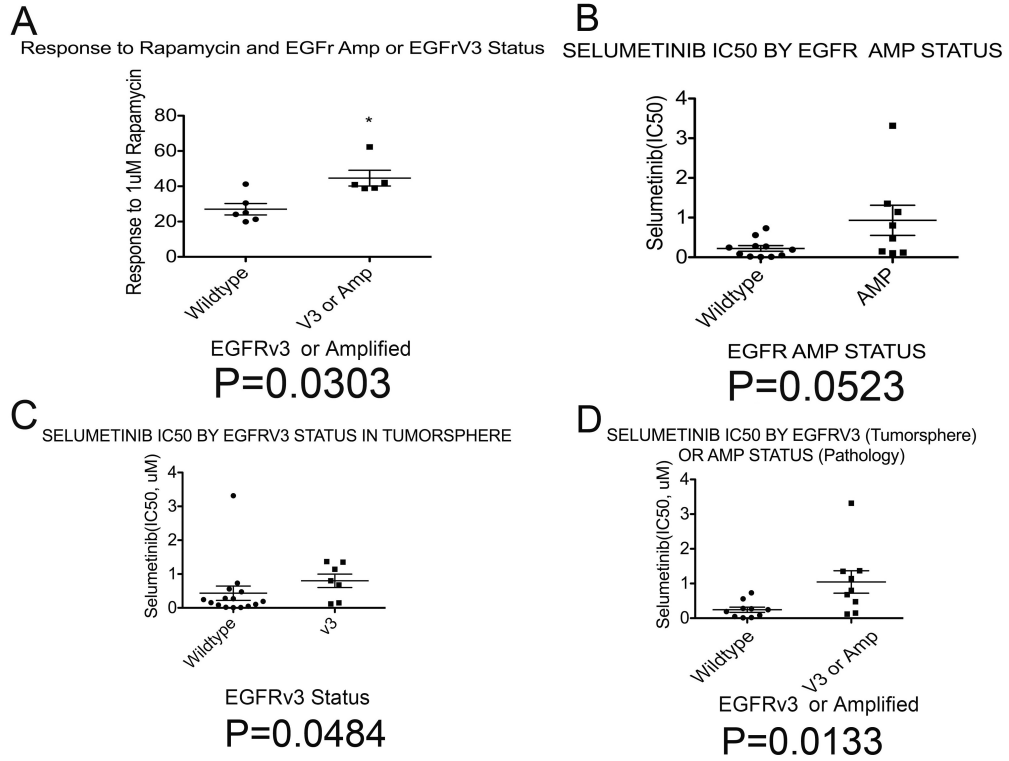 A
Response to Rapamycin and EGFr Amp or EGFrV3 Status
Response to 1uM Rapamycin
80
60
40
20
0
*
Wildtype
V3 or Amp
EGFRv3 or Amplified
P=0.0303
B
SELUMETINIB IC50 BY EGFR AMP STATUS
Selumetinib(IC50)
4
3
2
1
0
Wildtype
AMP
EGFR AMP STATUS
P=0.0523
C
SELUMETINIB IC50 BY EGFRV3 STATUS IN TUMORSPHERE
Selumetinib(IC50, uM)
4
3
2
1
0
Wildtype
v3
EGFRv3 Status
P=0.0484
D
SELUMETINIB IC50 BY EGFRV3 (Tumorsphere)
OR AMP STATUS (Pathology)
Selumetinib(IC50, uM)
4
3
2
1
0
Wildtype
V3 or Amp
EGFRv3 or Amplified
P=0.0133